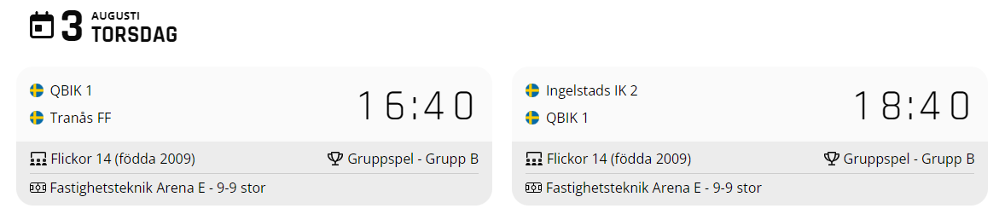 3 AUGUSTI
TORSDAG
QBIK 1
Tranås FF
16:40
Flickor 14 (födda 2009)
Gruppspel - Grupp B
Fastighetsteknik Arena E - 9-9 stor
Ingelstads IK 2
QBIK 1
18:40
Flickor 14 (födda 2009)
Gruppspel - Grupp B
Fastighetsteknik Arena E - 9-9 stor